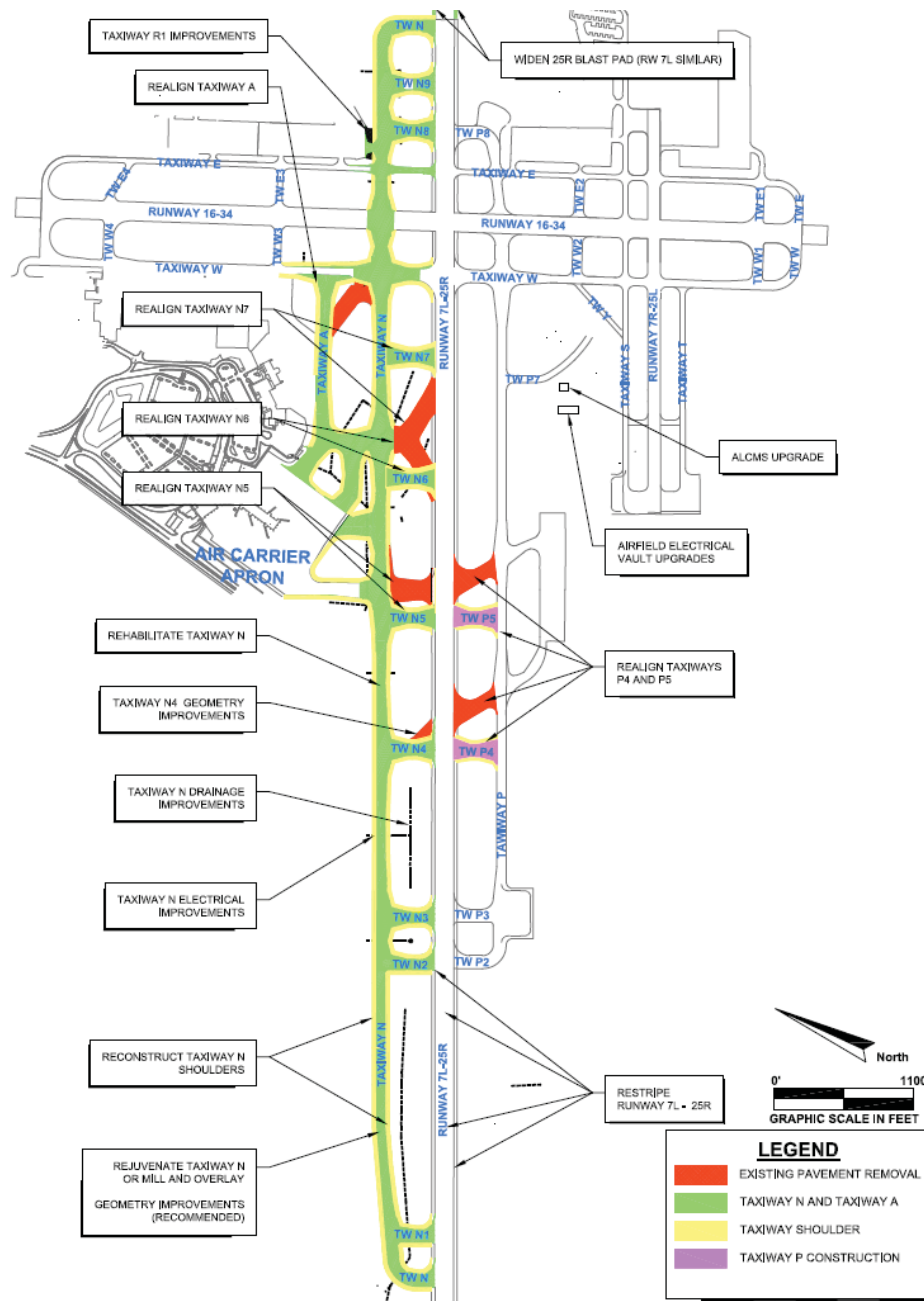 TW N
TAXIWAY R1 IMPROVEMENTS
WIDEN 25R BLAST PAD (RW 7L SIMILAR)
REALIGN TAXIWAY A
TW N9
TW N8
TW P8
TAXIWAY E
TAXIWAY E
TW E4
TW E3
TW E2
TW E1
TW E
RUNWAY 16-34
RUNWAY 16-34
TW W4
TW W3
TW W2
TW W1
TW W
TAXIWAY W
TAXIWAY W
REALIGN TAXIWAY N7
TAXIWAY A
TAXIWAY N
RUNWAY 7L-25R
TW Y
TAXIWAY S
RUNWAY 7R-25L
TAXIWAY T
TW N7
TW P7
REALIGN TAXIWAY N6
ALCMS UPGRADE
TW N6
REALIGN TAXIWAY N5
AIRFIELD ELECTRICAL
VAULT UPGRADES
AIR CARRIER
APRON
TW N5
TW P5
REHABILITATE TAXIWAY N
REALIGN TAXIWAYS
P4 AND P5
TAXIWAY N4 GEOMETRY
IMPROVEMENTS
TW N4
TW P4
TAXIWAY N DRAINAGE
IMPROVEMENTS
TAWIWAY P
TAXIWAY N ELECTRICAL
IMPROVEMENTS
TW N3
TW P3
TW N2
TW P2
RECONSTRUCT TAXIWAY N
SHOULDERS
TAXIWAY N
RUNWAY 7L-25R
RESTRIPE
RUNWAY 7L - 25R
North
0'
1100
GRAPHIC SCALE IN FEET
REJUVENATE TAXIWAY N
OR MILL AND OVERLAY
GEOMETRY IMPROVEMENTS
(RECOMMENDED)
TW N1
TW N
LEGEND
EXISTING PAVEMENT REMOVAL
TAXIWAY N AND TAXIWAY A
TAXIWAY SHOULDER
TAXIWAY P CONSTRUCTION